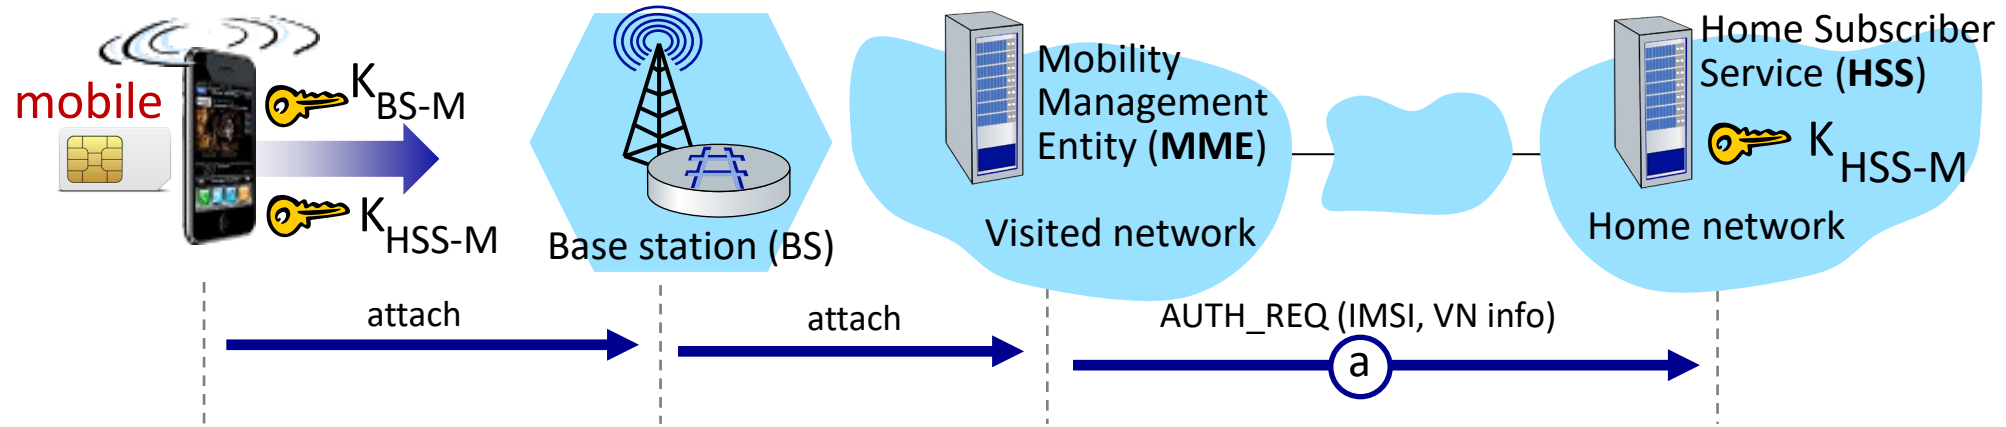 mobile
K BS-M
K HSS-M
Base station (BS)
Mobility
Management
Entity (MME)
Visited network
Home Subscriber
Service (HSS)
K HSS-M
Home network
attach
attach
AUTH_REQ (IMSI, VN info)
a